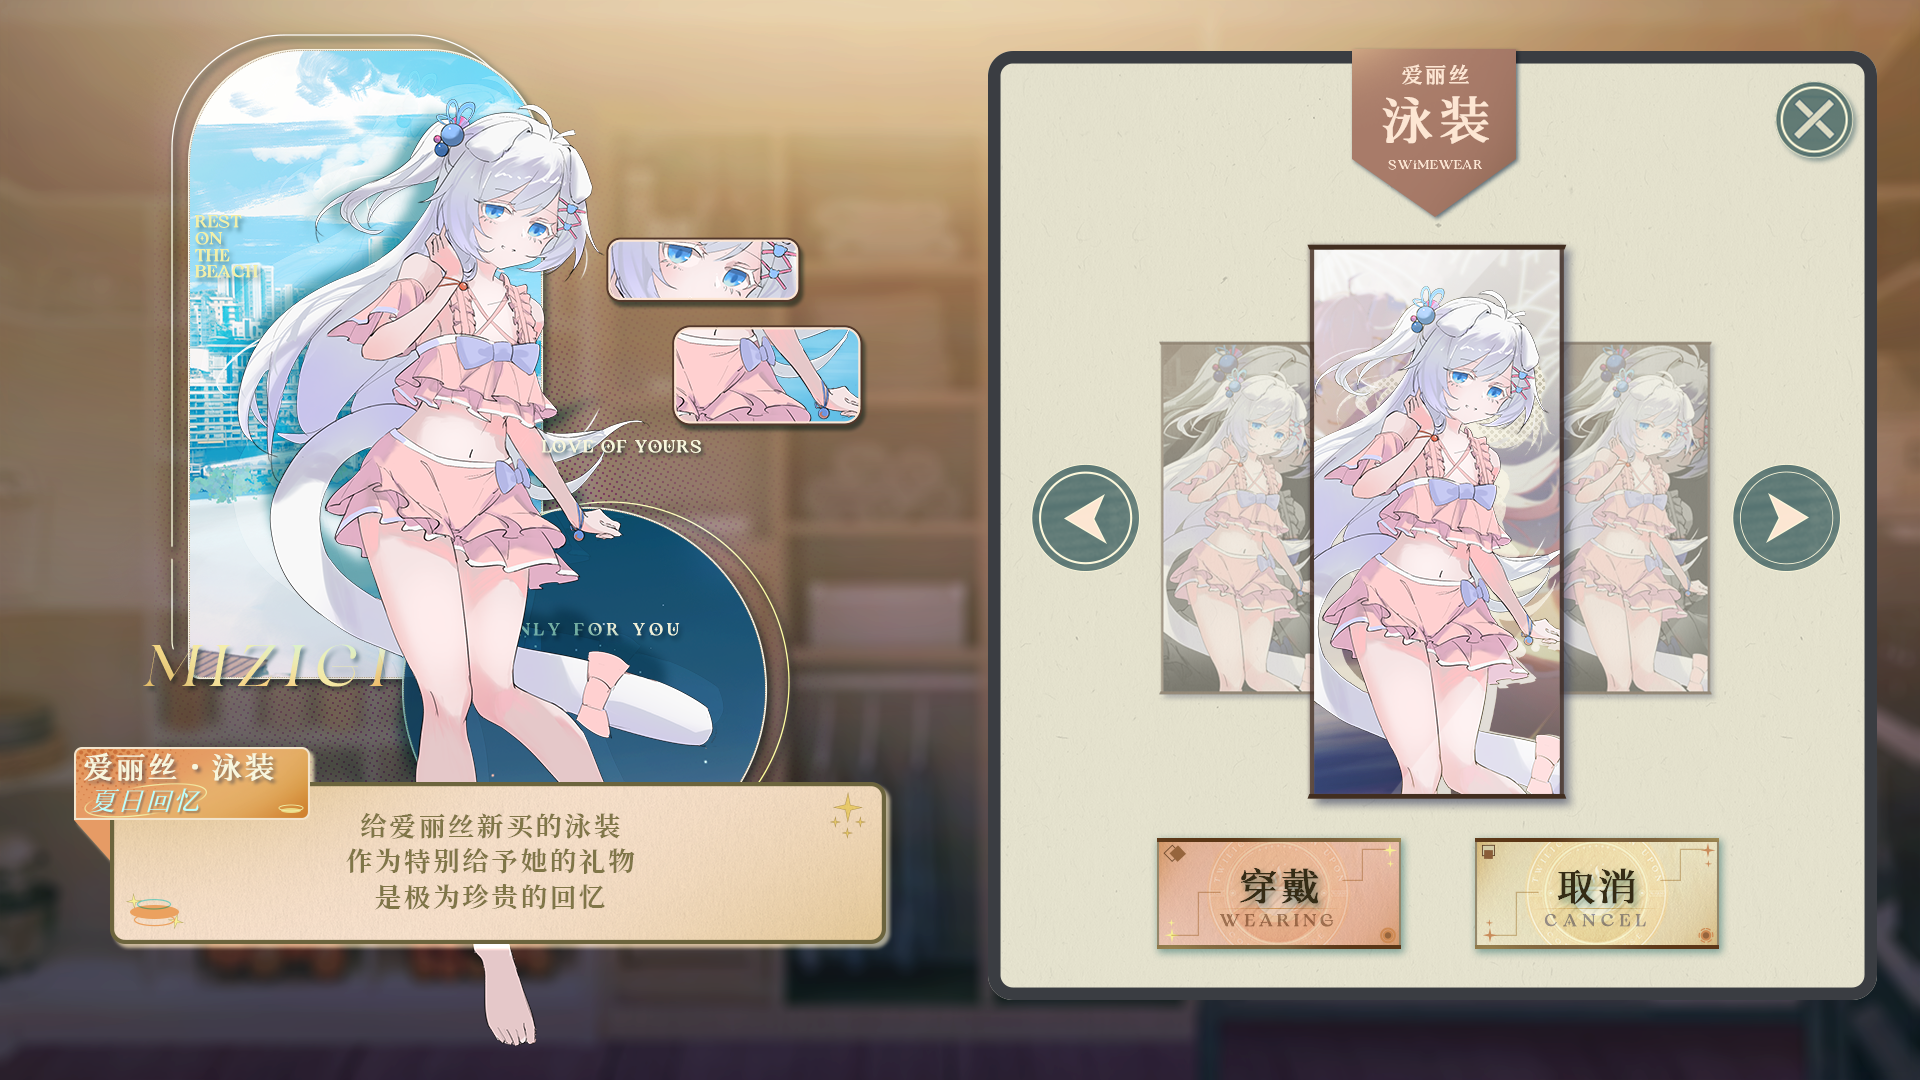 REST
ON
THE
BEACH
LOVE OF YOURS
NLY FOR YOU
MIZIGI
爱丽丝·泳装
夏日回忆
给爱丽丝新买的泳装
作为特别给予她的礼物
是极为珍贵的回忆
爱丽丝
泳装
SWiMEWEAR
穿戴
WEARING
取消
CANCEL